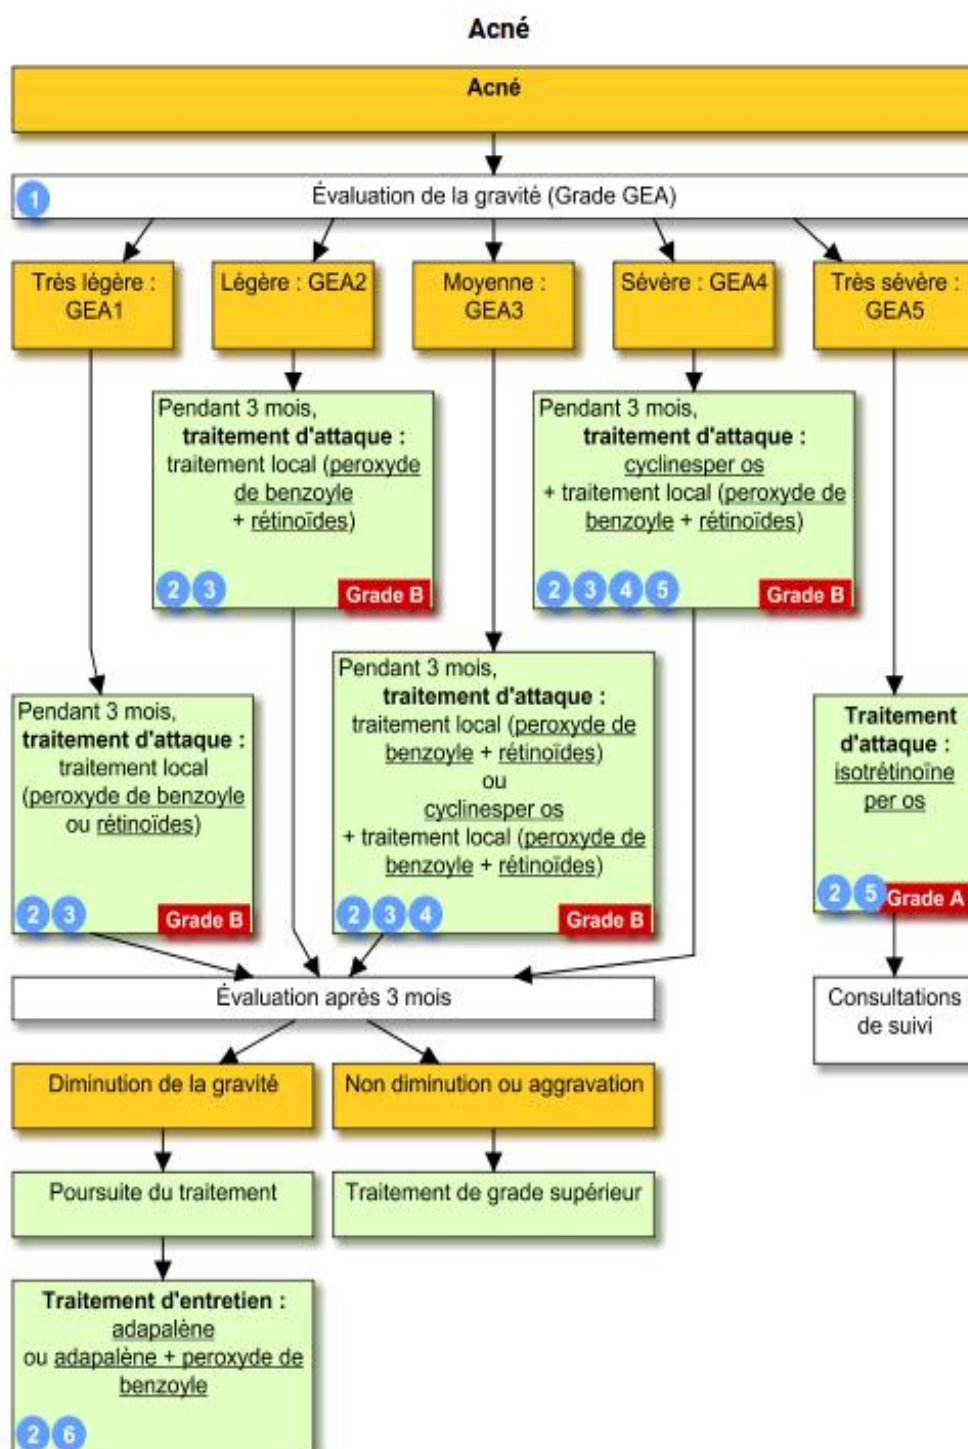 Acné
Acné
1
Évaluation de la gravité (Grade GEA)
Très légère :
GEA1
Légère : GEA2
Moyenne :
GEA3
Sévère : GEA4
Très sévère :
GEA5
Pendant 3 mois,
traitement d'attaque :
traitement local (peroxyde
de benzoyle
+ rétinoïdes)
2 3
Grade B
Pendant 3 mois,
traitement d'attaque :
cyclinesper os
+ traitement local (peroxyde de
benzoyle + rétinoïdes)
2 3 4 5
Grade B
Pendant 3 mois,
traitement d'attaque :
traitement local
(peroxyde de benzoyle
ou rétinoïdes)
2 3
Grade B
Pendant 3 mois,
traitement d'attaque :
traitement local (peroxyde de
benzoyle + rétinoïdes)
ou
cyclinesper os
+ traitement local (peroxyde de
benzoyle + rétinoïdes)
2 3 4
Grade B
Traitement
d'attaque :
isotrétinoïne
per os
2 5
Grade A
Évaluation après 3 mois
Consultations
de suivi
Diminution de la gravité
Non diminution ou aggravation
Poursuite du traitement
Traitement de grade supérieur
Traitement d'entretien :
adapalène
ou adapalène + peroxyde de
benzoyle
2 6